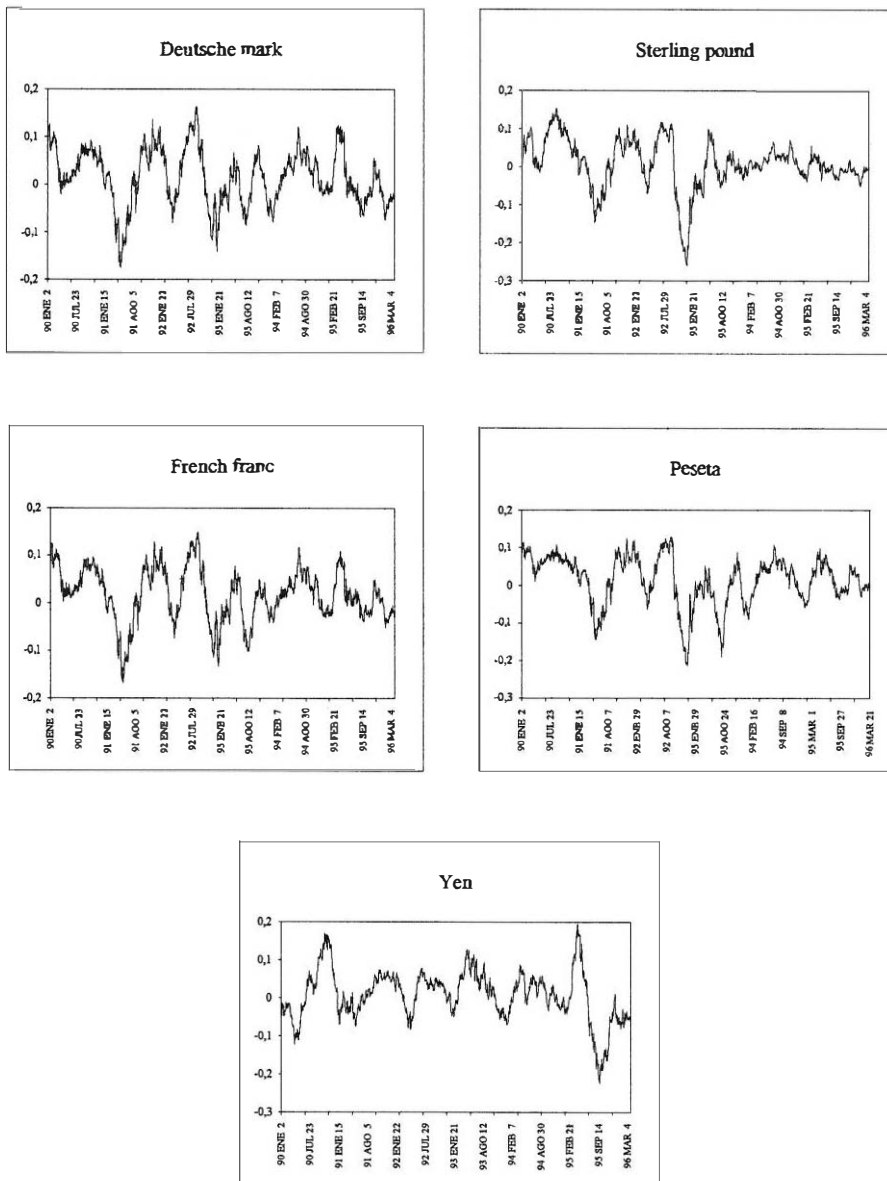 Deutsche mark
0,2
0,1
0
-0,1
-0,2
90 ENE 2
90 JUL 23
91 ENE 15
91 AGO 5
92 ENE 22
92 JUL 29
93 ENE 21
93 AGO 12
94 FEB 7
94 AGO 30
95 FEB 21
95 SEP 14
96 MAR 4
Sterling pound
0,2
0,1
0
-0,1
-0,2
-0,3
90 ENE 2
90 JUL 23
91 ENE 15
91 AGO 5
92 ENE 22
92 JUL 29
93 ENE 21
93 AGO 12
94 FEB 7
94 AGO 30
95 FEB 21
95 SEP 14
96 MAR 4
French franc
0,2
0,1
0
-0,1
-0,2
90 ENE 2
90 JUL 23
91 ENE 15
91 AGO 5
92 ENE 22
92 JUL 29
93 ENE 21
93 AGO 12
94 FEB 7
94 AGO 30
95 FEB 21
95 SEP 14
96 MAR 4
Peseta
0,2
0,1
0
-0,1
-0,2
-0,3
90 ENE 2
90 JUL 23
91 ENE 15
91 AGO 7
92 ENE 29
92 AGO 7
93 ENE 29
93 AGO 24
94 FEB 16
94 SEP 8
95 MAR 1
95 SEP 27
96 MAR 21
Yen
0,2
0,1
0
-0,1
-0,2
-0,3
90 ENE 2
90 JUL 23
91 ENE 15
91 AGO 5
92 ENE 22
92 JUL 29
93 ENE 21
93 AGO 12
94 FEB 7
94 AGO 30
95 FEB 21
95 SEP 14
96 MAR 4